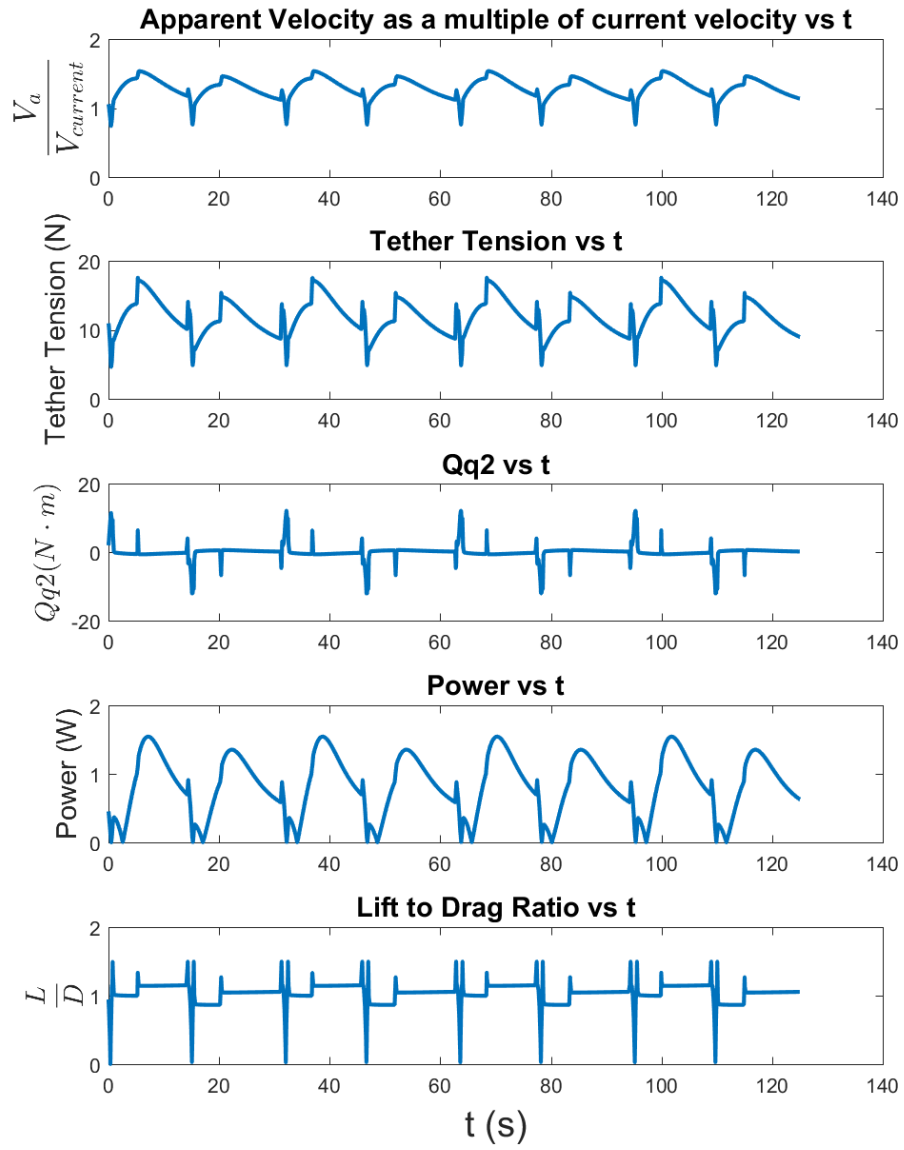 Apparent Velocity as a multiple of current velocity vs t
V_a
V_current
2
1
0
0 20 40 60 80 100 120 140
Tether Tension vs t
Tether Tension (N)
20
10
0
0 20 40 60 80 100 120 140
Qq2 vs t
Qq2(N · m)
20
0
-20
0 20 40 60 80 100 120 140
Power vs t
Power (W)
2
1
0
0 20 40 60 80 100 120 140
Lift to Drag Ratio vs t
L
D
2
1
0
0 20 40 60 80 100 120 140
t (s)